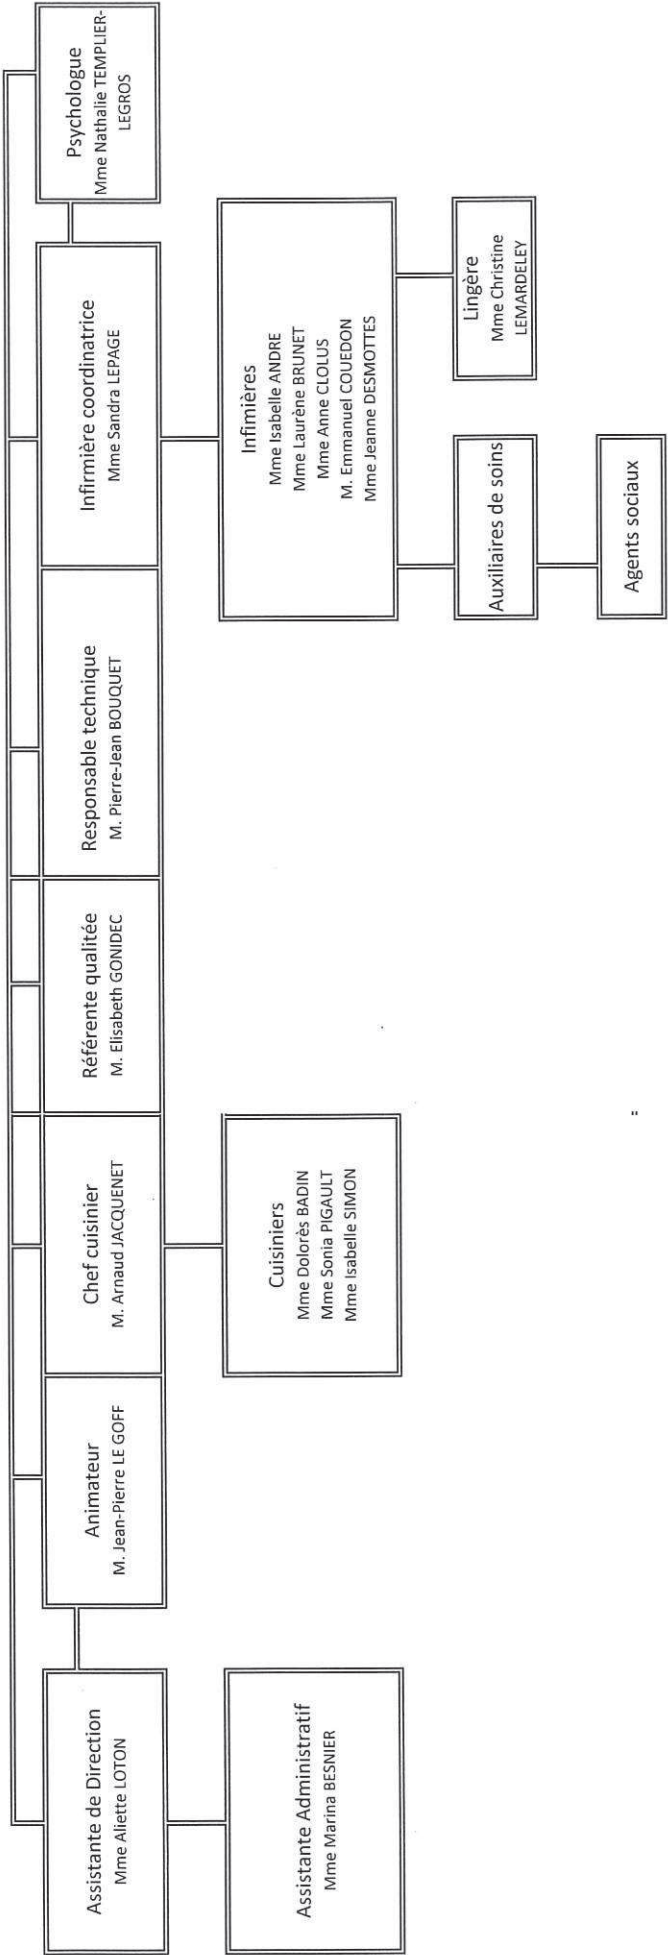 Assistante de Direction
Mme Aliette LOTON
Animateur
M. Jean-Pierre LE GOFF
Chef cuisinier
M. Arnaud JACQUENET
Référente qualitée
M. Elisabeth GONIDEC
Responsable technique
M. Pierre-Jean BOUQUET
Infirmière coordinatrice
Mme Sandra LEPAGE
Psychologue
Mme Nathalie TEMPLIER-
LEGROS
Assistante Administratif
Mme Marina BESNIER
Cuisiniers
Mme Dolorès BADIN
Mme Sonia PIGAULT
Mme Isabelle SIMON
Infimières
Mme Isabelle ANDRE
Mme Laurène BRUNET
Mme Anne CLOLUS
M. Emmanuel COUEDON
Mme Jeanne DESMOTTES
Auxiliaires de soins
Lingère
Mme Christine
LEMARDELEY
Agents sociaux